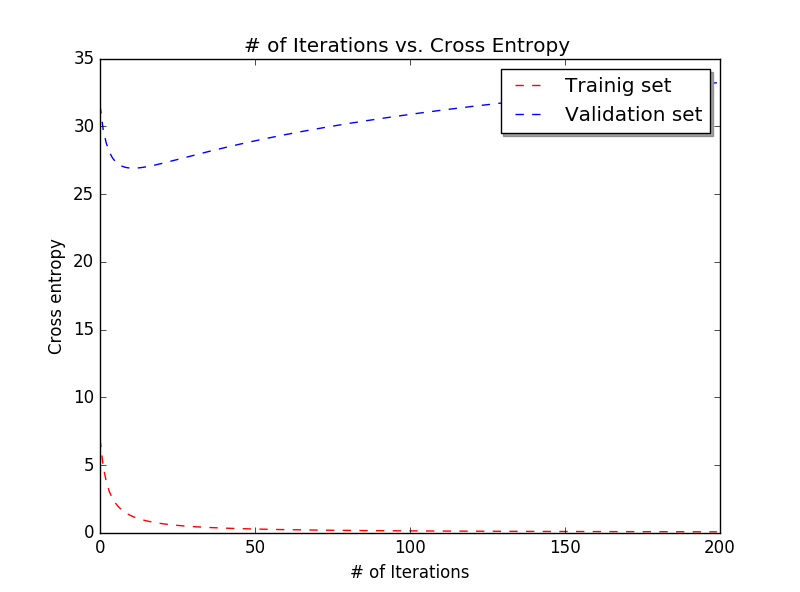 # of Iterations vs. Cross Entropy
35
30
25
20
15
10
5
0
Cross entropy
Trainig set
Validation set
0 50 100 150 200
# of Iterations